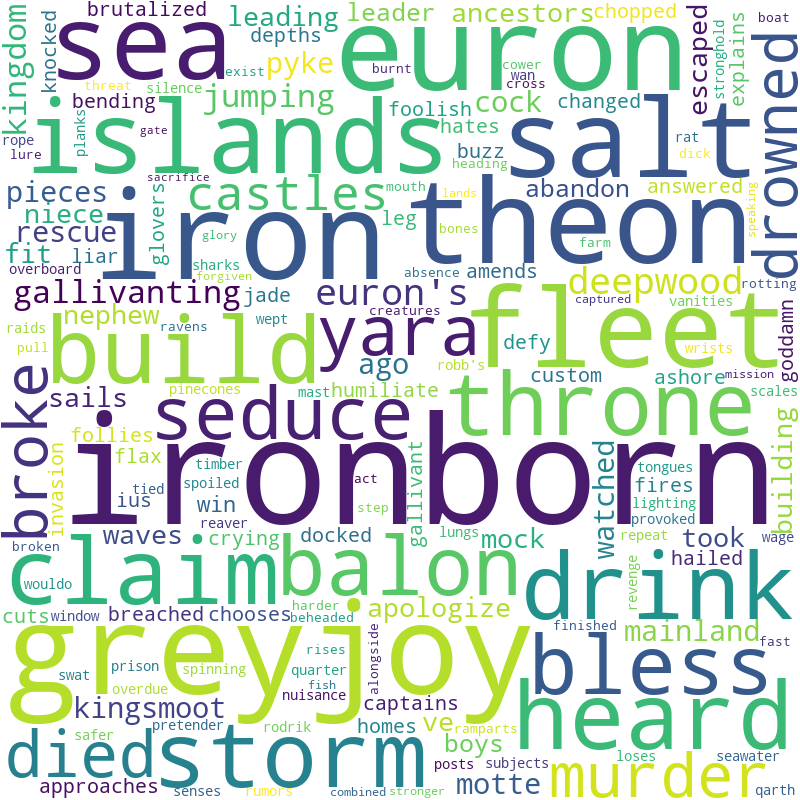 kingdom
knocked
brutalized
sea
leading
depths
leader
ancestors
chopped
boat
euron
pyke
threat
exist
burnt
cower
wan
cross
escaped
stronghold
explains
drowned
bending
silence
jumping
foolish
cock
changed
planks
rope
lure
gate
islands
hates
salt
rat
dick
buzz
heading
pieces
sacrifice
castles
mouth
abandon
answered
lands
niece
glovers
iron
theon
leg
bones
speaking
rescue
glory
farm
fit
liar
sharks
overboard
forgiven
absence
amends
deepwood
rotting
gallivanting
jade
euron's
creatures
captured
vanities
goddamn
nephew
ravens
wept
yara
fleet
raids
build
pull
robb's
defy
wrists
ago
custom
ashore
mission
broke
sails
pinecones
seduce
mast
humiliate
throne
scales
follies
invasion
flax
ironborn
gallivant
watched
tongues
building
timber
tied
spoiled
act
fires
lighting
ius
win
step
provoked
reaver
waves
crying
docked
lungs
mock
repeat
took
wage
broken
claim
balon
revenge
hailed
wouldo
drink
cuts
window
breached
chooses
harder
beheaded
apologize
finished
mainland
fast
greyjoy
swat
prison
spinning
rises
quarter
alongside
bless
overdue
fish
nuisance
captains
heard
kingsmoot
pretender
safer
rodrik
homes
ve
ramparts
boys
loses
died
storm
posts
subjects
murder
seawater
approaches
senses
rumors
combined
stronger
motte
qarth